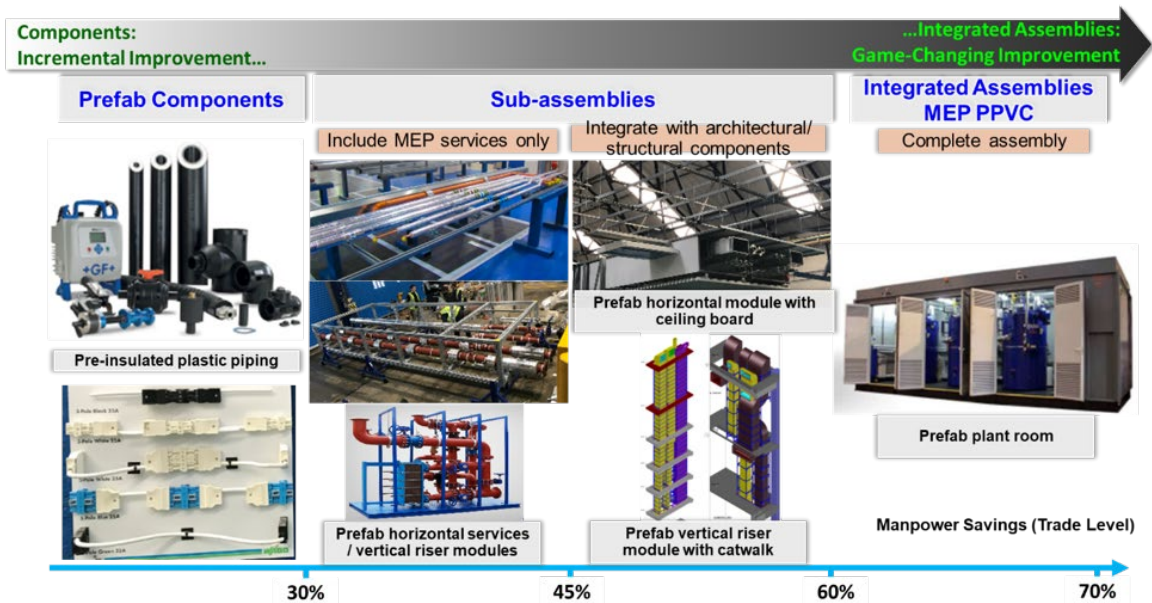 Components:
Incremental Improvement...
...Integrated Assemblies:
Game-Changing Improvement
Prefab Components
Sub-assemblies
Integrated Assemblies
MEP PPVC
Include MEP services only
Integrate with architectural/
structural components
Complete assembly
+GF+
Pre-insulated plastic piping
Prefab horizontal module with
ceiling board
Prefab plant room
Prefab horizontal services
/ vertical riser modules
Prefab vertical riser
module with catwalk
Manpower Savings (Trade Level)
30%
45%
60%
70%